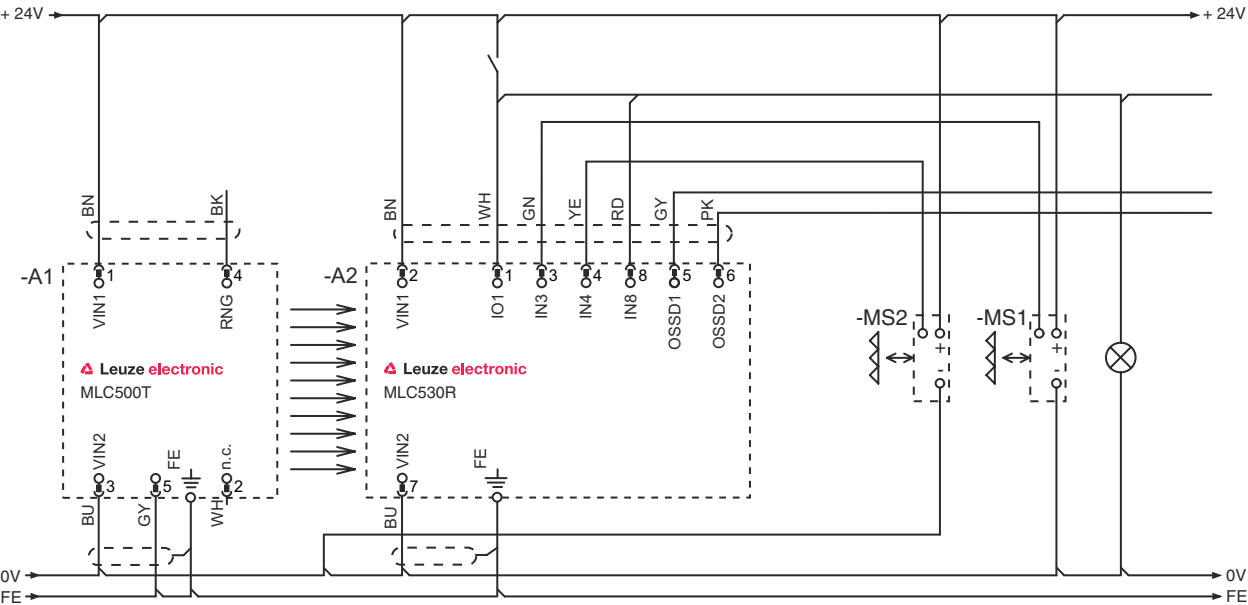 + 24V
+ 24V
BN
BK
BN
WH
GN
YE
RD
GY
PK
-A1
1
4
-A2
2
1
3
4
8
5
6
VIN1
RNG
VIN1
IO1
IN3
IN4
IN8
OSSD1
OSSD2
-MS2
-MS1
+
-
+
-
Leuze electronic
MLC500T
Leuze electronic
MLC530R
VIN2
FE
n.c.
VIN2
FE
3
5
2
7
BU
GY
WH
BU
0V
0V
FE
FE